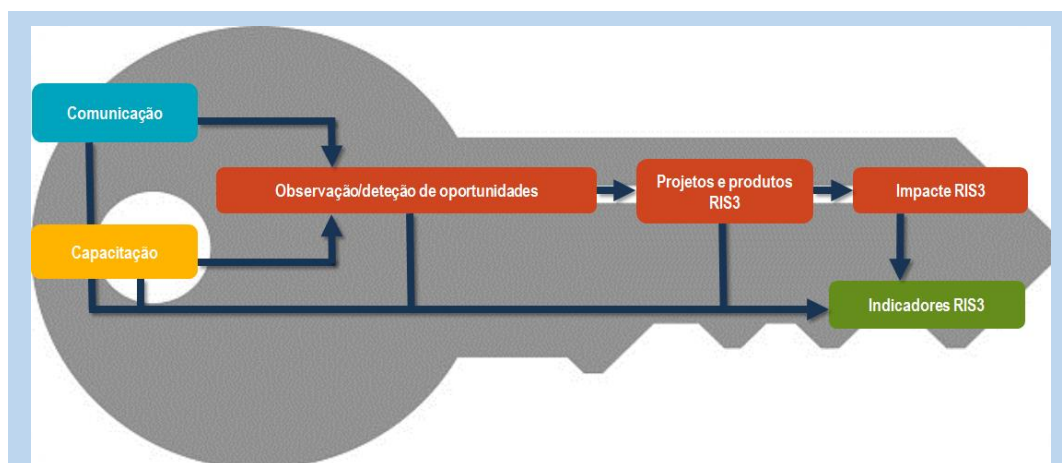 Comunicação
Observação/deteção de oportunidades
Projetos e produtos
RIS3
Impacte RIS3
Capacitação
Indicadores RIS3